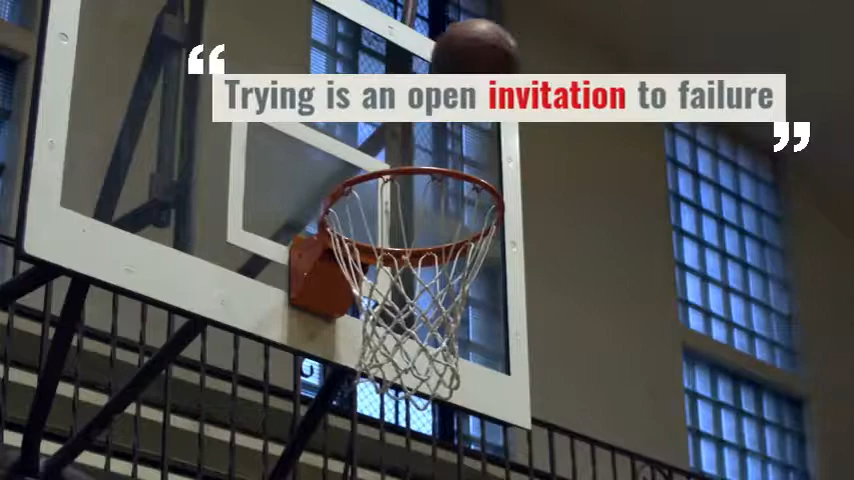 “Trying is an open invitation to failure”